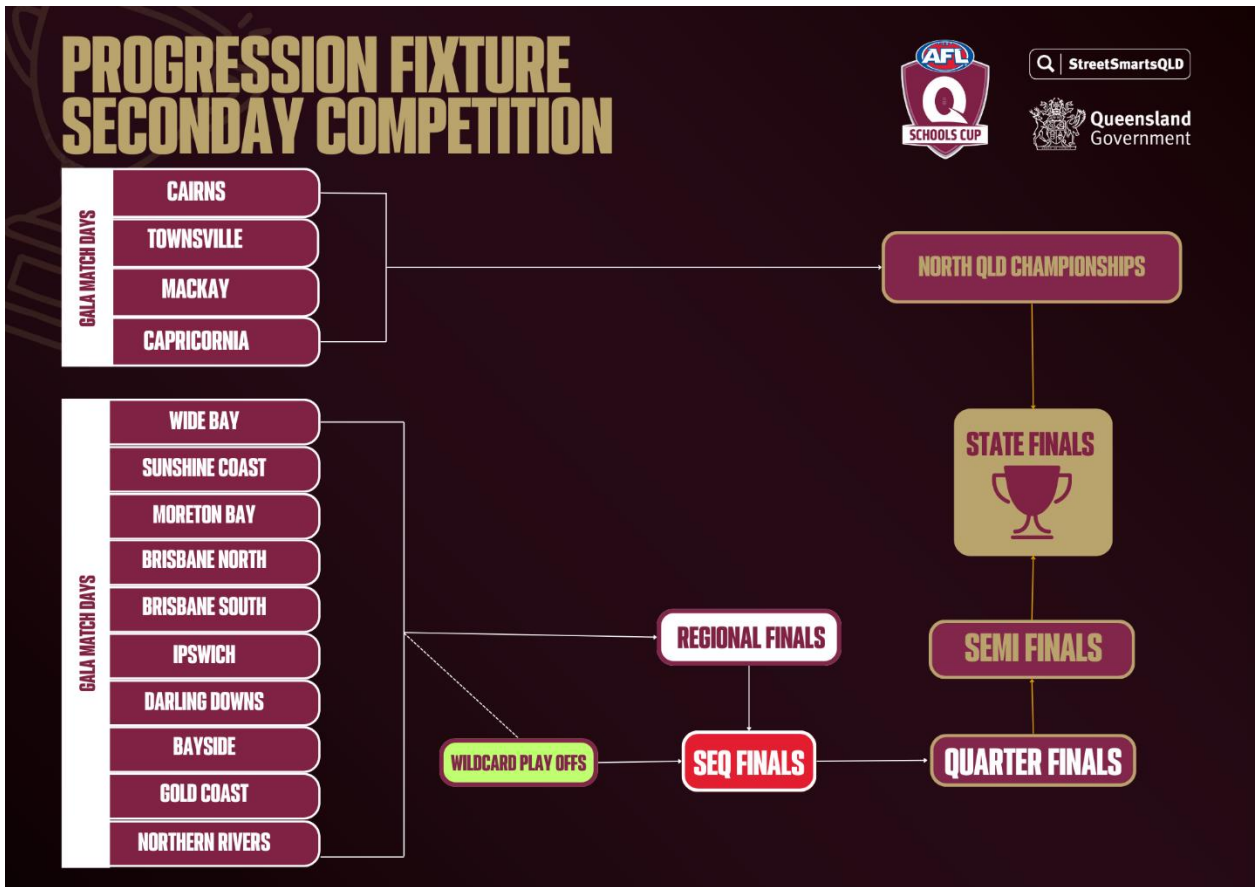 PROGRESSION FIXTURE
SECONDAY COMPETITION
AFL
Q
SCHOOLS CUP
StreetSmartsQLD
Queensland
Government
GALA MATCH DAYS
CAIRNS
TOWNSVILLE
MACKAY
CAPRICORNIA
NORTH QLD CHAMPIONSHIPS
GALA MATCH DAYS
WIDE BAY
SUNSHINE COAST
MORETON BAY
BRISBANE NORTH
BRISBANE SOUTH
IPSWICH
DARLING DOWNS
BAYSIDE
GOLD COAST
NORTHERN RIVERS
STATE FINALS
REGIONAL FINALS
SEMI FINALS
WILDCARD PLAY OFFS
SEQ FINALS
QUARTER FINALS